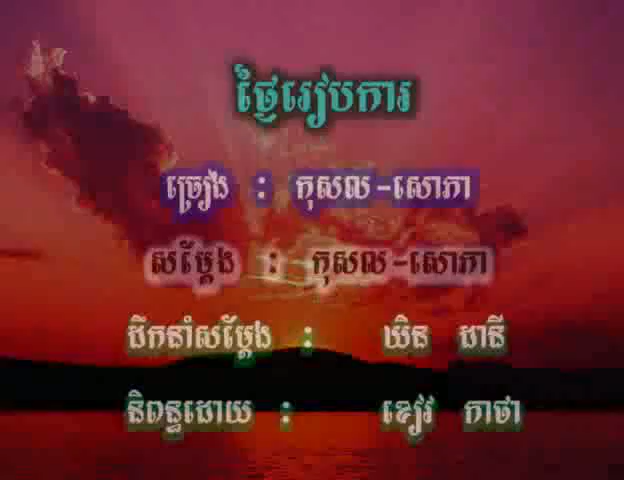 ថ្ងៃរៀបការ
ច្រៀង : កុសល-សោភា
សម្ដែង : កុសល-សោភា
ដឹកនាំសម្ដែង : ឃិន ដានី
និពន្ធដោយ : ខៀវ កាថា